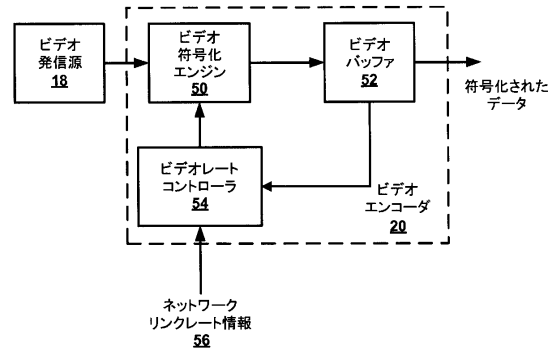 ビデオ
発信源
18
ビデオ
符号化
エンジン
50
ビデオ
バッファ
52
符号化された
データ
ビデオレート
コントローラ
54
ビデオ
エンコーダ
20
ネットワーク
リンクレート情報
56